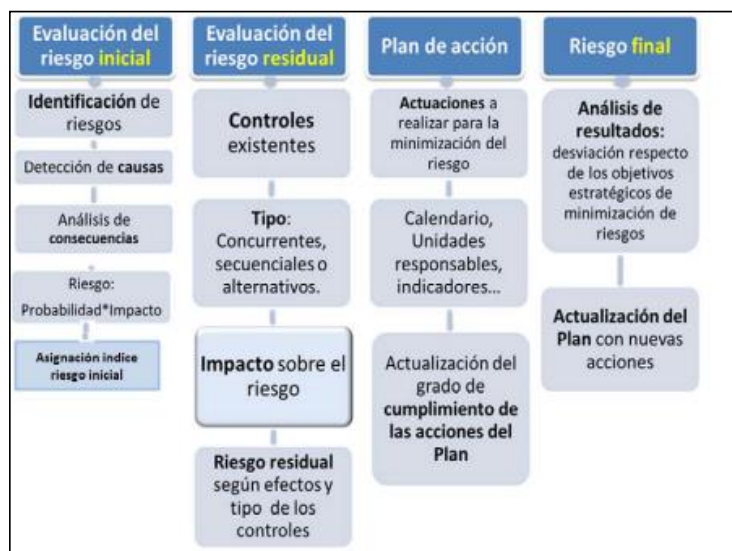 Evaluación del
riesgo inicial
Identificación de
riesgos
Detección de causas
Análisis de
consecuencias
Riesgo:
Probabilidad*Impacto
Asignación indice
riesgo inicial
Evaluación del
riesgo residual
Controles
existentes
Tipo:
Concurrentes,
secuenciales o
alternativos.
Impacto sobre el
riesgo
Riesgo residual
según efectos y
tipo de los
controles
Plan de acción
Actuaciones a
realizar para la
minimización del
riesgo
Calendario,
Unidades
responsables,
indicadores...
Actualización del
grado de
cumplimiento de
las acciones del
Plan
Riesgo final
Análisis de
resultados:
desviación respecto
de los objetivos
estratégicos de
minimización de
riesgos
Actualización del
Plan con nuevas
acciones